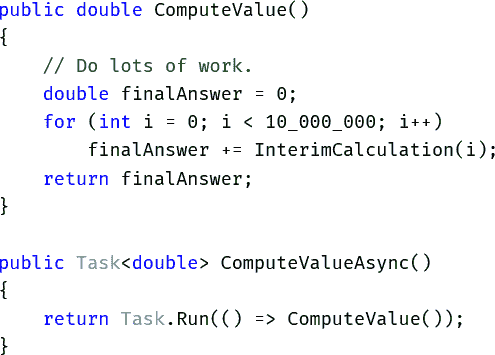 public double ComputeValue()
{
    // Do lots of work.
    double finalAnswer = 0;
    for (int i = 0; i < 10_000_000; i++)
        finalAnswer += InterimCalculation(i);
    return finalAnswer;
}

public Task<double> ComputeValueAsync()
{
    return Task.Run(() => ComputeValue());
}